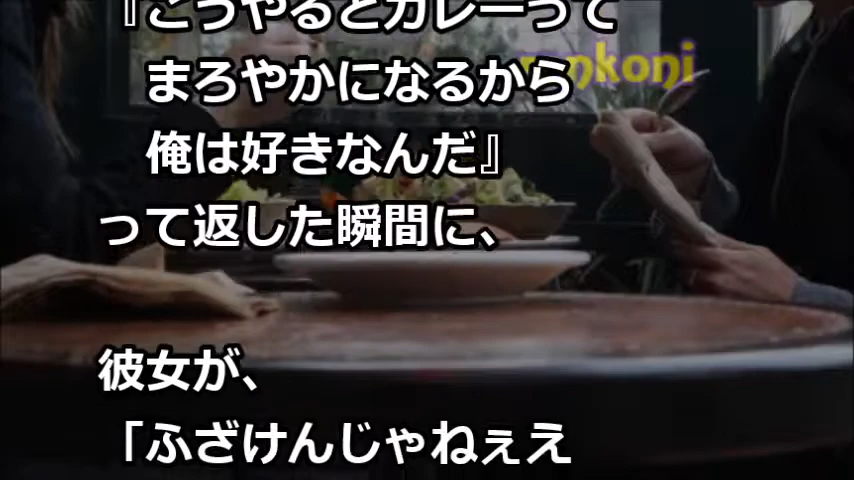 『こうやるとカレーって
まろやかになるから
俺は好きなんだ』
って返した瞬間に、
彼女が、
「ふざけんじゃねぇえ